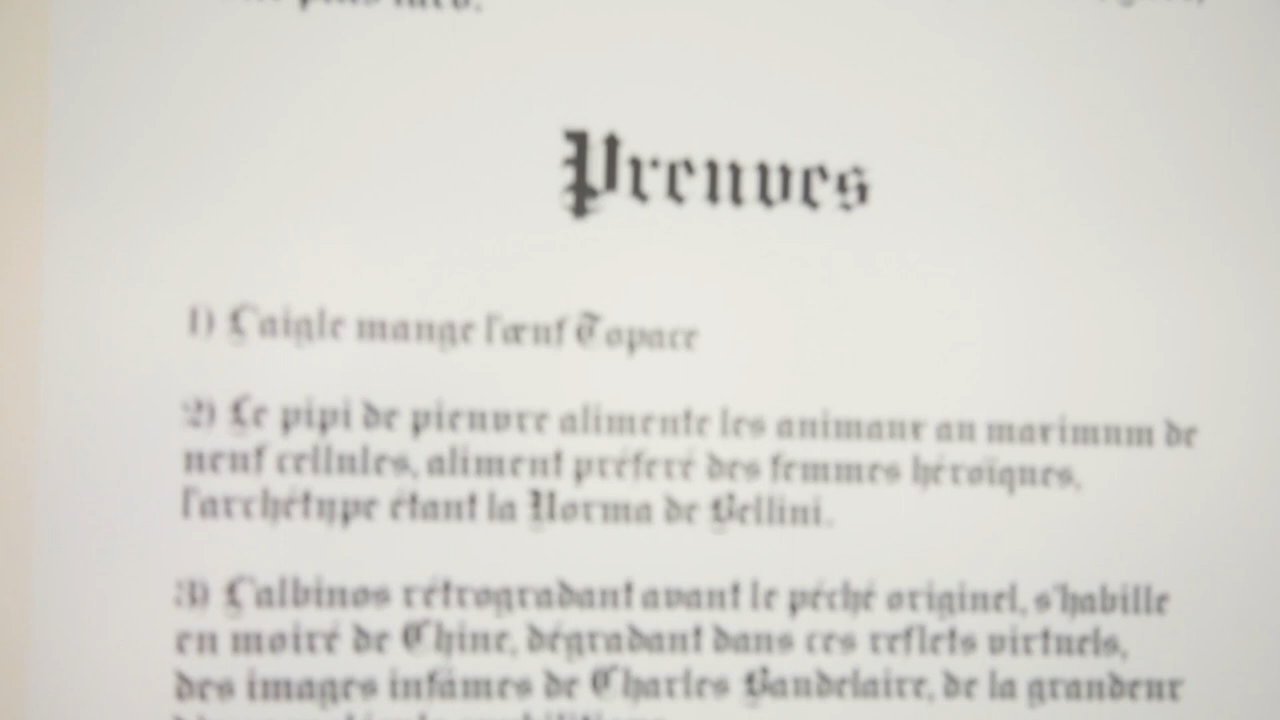 plus tard.
Preuves
1) L'aigle mange l'œuf Topace
2) Le pipi de pieuvre alimente les animaux au maximum de
neuf cellules, aliment préféré des femmes héroïques,
l'archétype étant la Norma de Bellini.
3) L'albinos rétrogradant avant le péché originel, s'habille
en moiré de Chine, dégradant dans ces reflets virtuels,
des images infâmes de Charles Baudelaire, de la grandeur